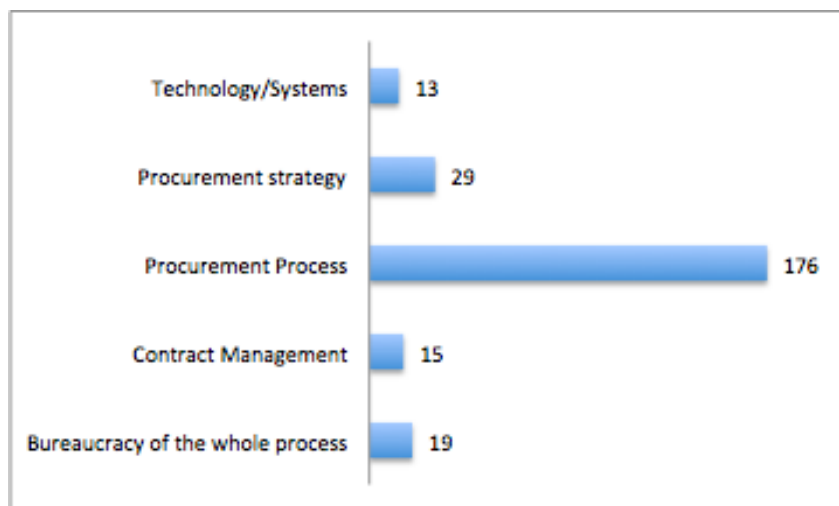 Technology/Systems 13
Procurement strategy 29
Procurement Process 176
Contract Management 15
Bureaucracy of the whole process 19